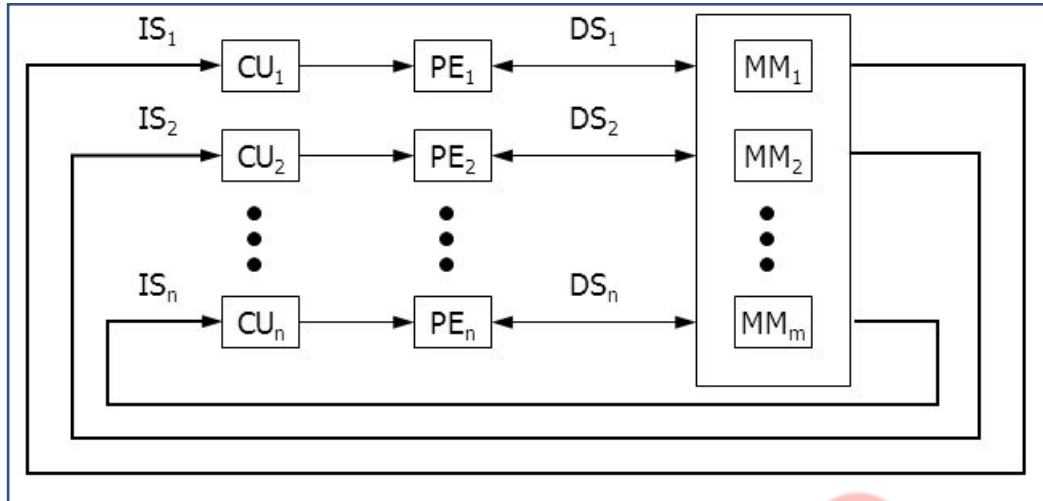 IS₁ DS₁
CU₁ PE₁ MM₁
IS₂ DS₂
CU₂ PE₂ MM₂
ISₙ DSₙ
CUₙ PEₙ MMₘ